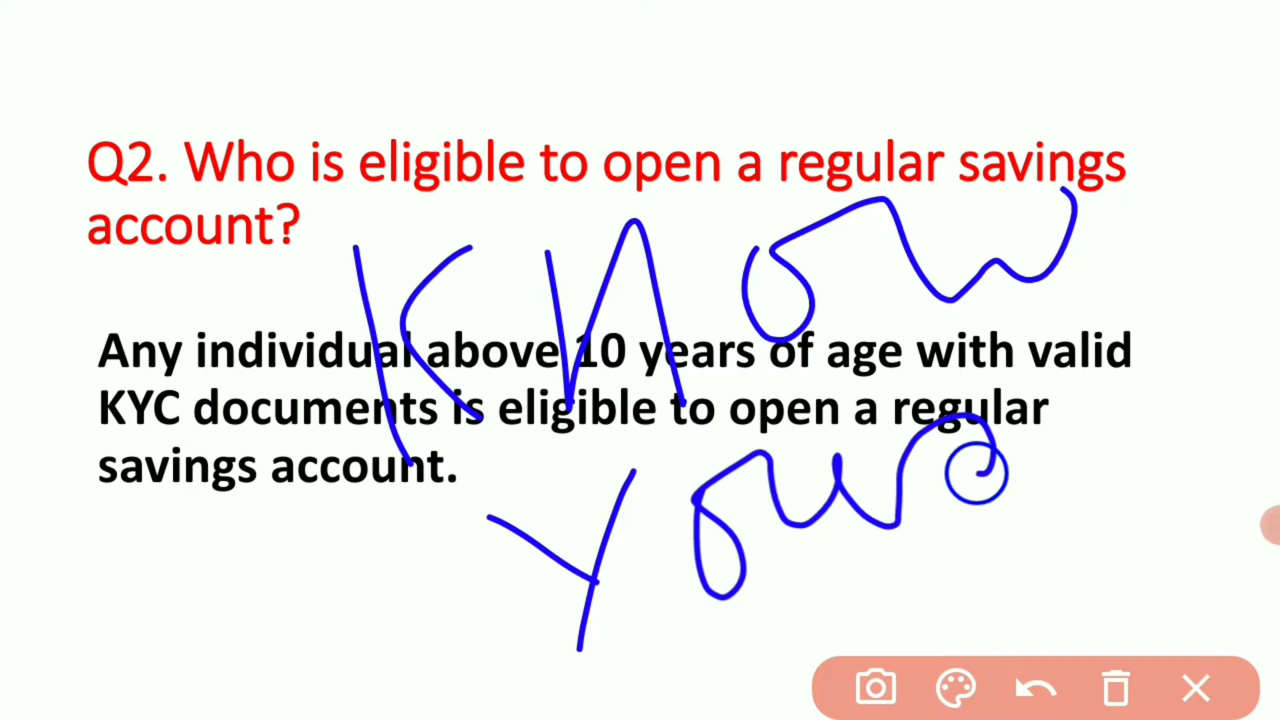 Q2. Who is eligible to open a regular savings
account?
Know
Any individual above 10 years of age with valid
KYC documents is eligible to open a regular
savings account.
Your